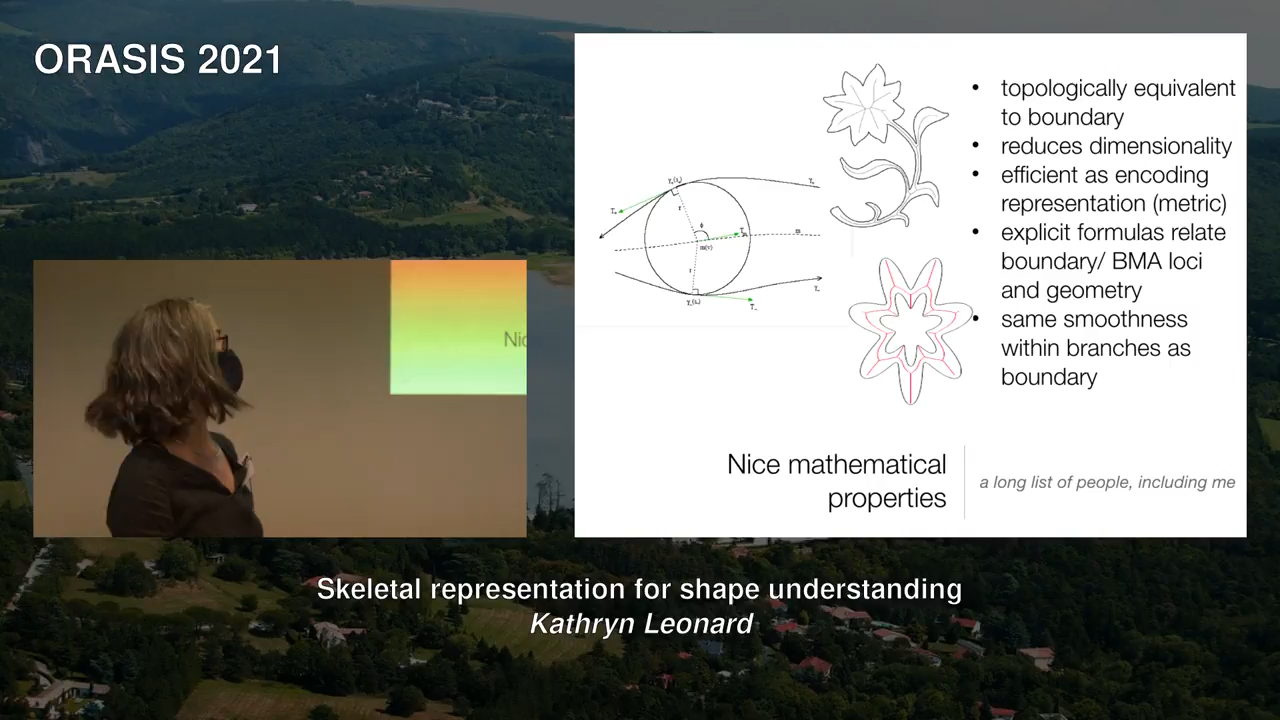 ORASIS 2021
topologically equivalent
to boundary
reduces dimensionality
efficient as encoding
representation (metric)
explicit formulas relate
boundary/ BMA loci
and geometry
same smoothness
within branches as
boundary
Nice mathematical
properties
a long list of people, including me
Nic
Skeletal representation for shape understanding
Kathryn Leonard